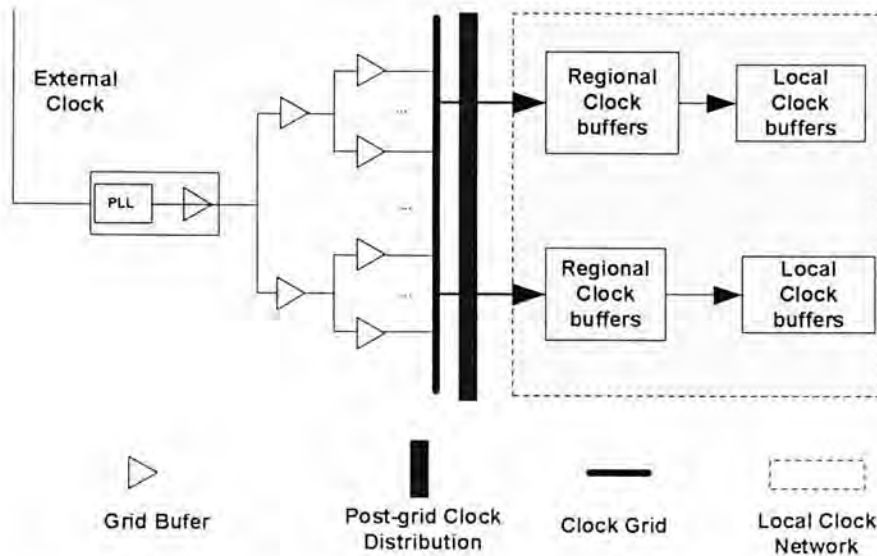 External
Clock
PLL
...
...
...
...
Regional
Clock
buffers
Local
Clock
buffers
Regional
Clock
buffers
Local
Clock
buffers
Grid Bufer
Post-grid Clock
Distribution
Clock Grid
Local Clock
Network